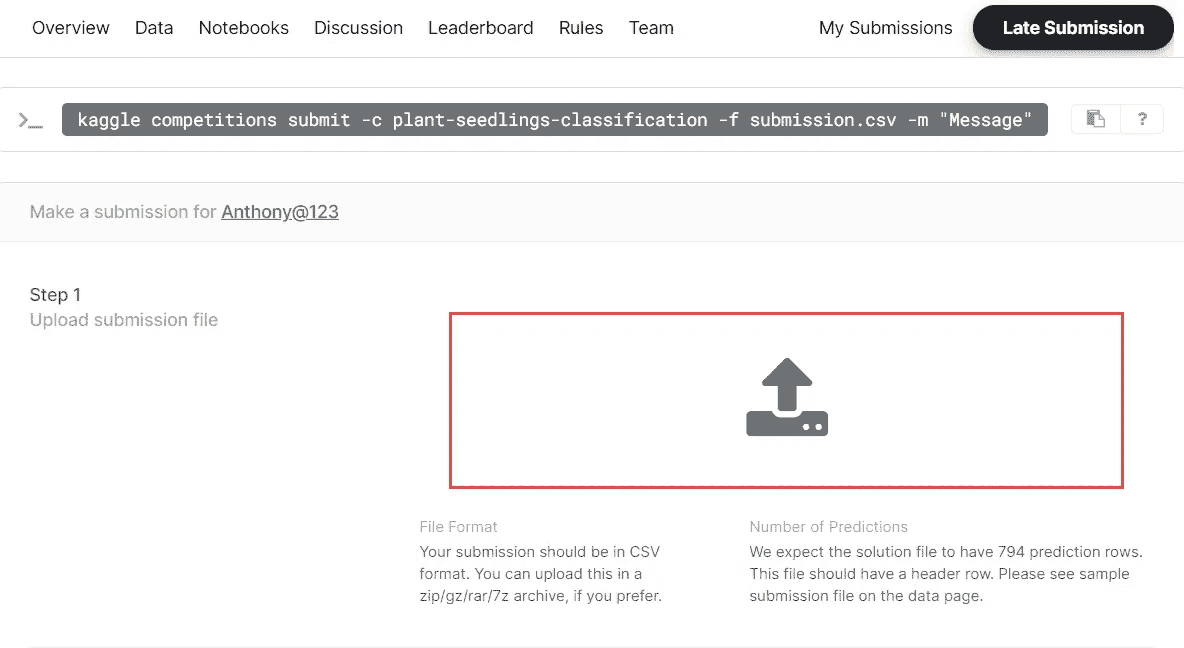 Overview Data Notebooks Discussion Leaderboard Rules Team My Submissions Late Submission
>_ kaggle competitions submit -c plant-seedlings-classification -f submission.csv -m "Message" ?
Make a submission for Anthony@123
Step 1
Upload submission file
File Format
Your submission should be in CSV
format. You can upload this in a
zip/gz/rar/7z archive, if you prefer.
Number of Predictions
We expect the solution file to have 794 prediction rows.
This file should have a header row. Please see sample
submission file on the data page.